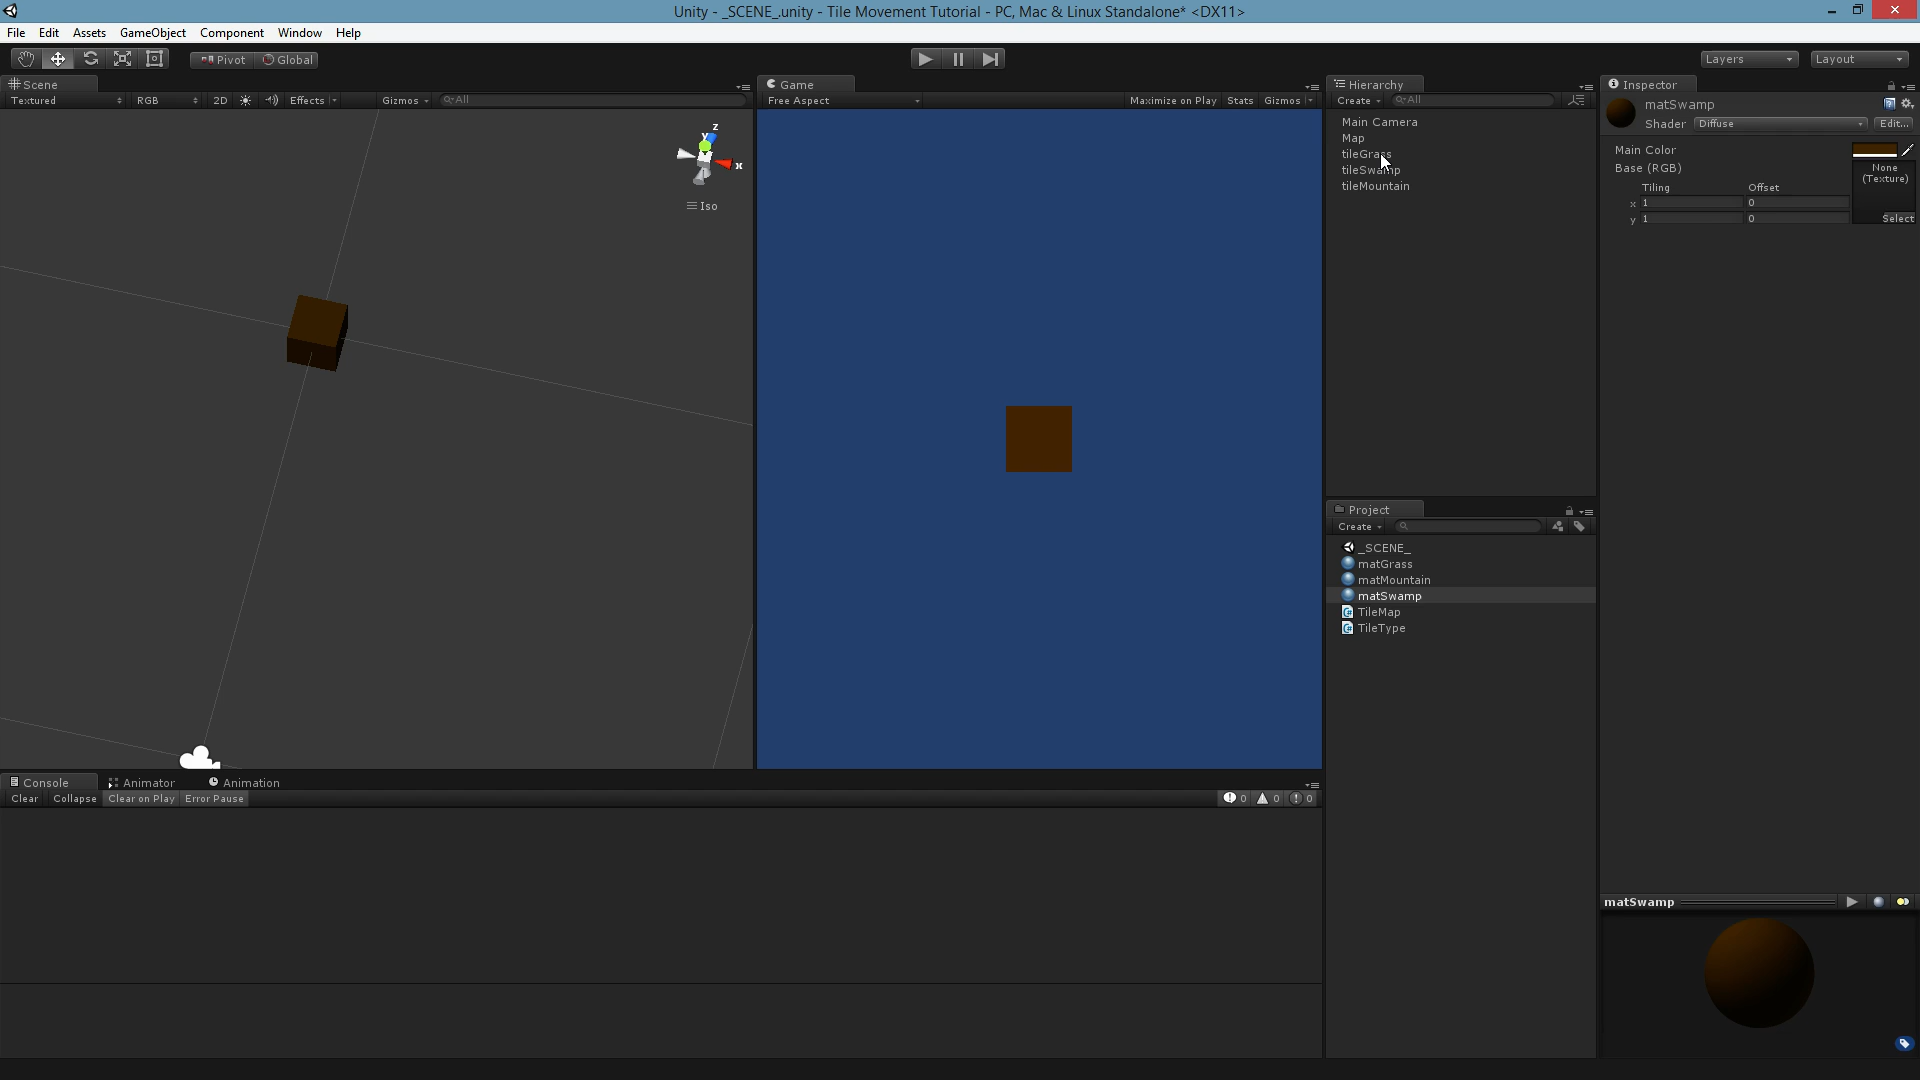 Unity - _SCENE_.unity - Tile Movement Tutorial - PC, Mac & Linux Standalone* <DX11>
File Edit Assets GameObject Component Window Help
Pivot Global Layers Layout
Scene
Textured RGB 2D Effects Gizmos All
z
y
x
Iso
Game
Free Aspect Maximize on Play Stats Gizmos
Hierarchy
Create All
Main Camera
Map
tileGrass
tileSwamp
tileMountain
Project
Create
_SCENE_
matGrass
matMountain
matSwamp
TileMap
TileType
Inspector
matSwamp
Shader Diffuse Edit...
Main Color
Base (RGB) None
(Texture)
Tiling Offset
x 1 0
y 1 0 Select
matSwamp
Console Animator Animation
Clear Collapse Clear on Play Error Pause 0 0 0